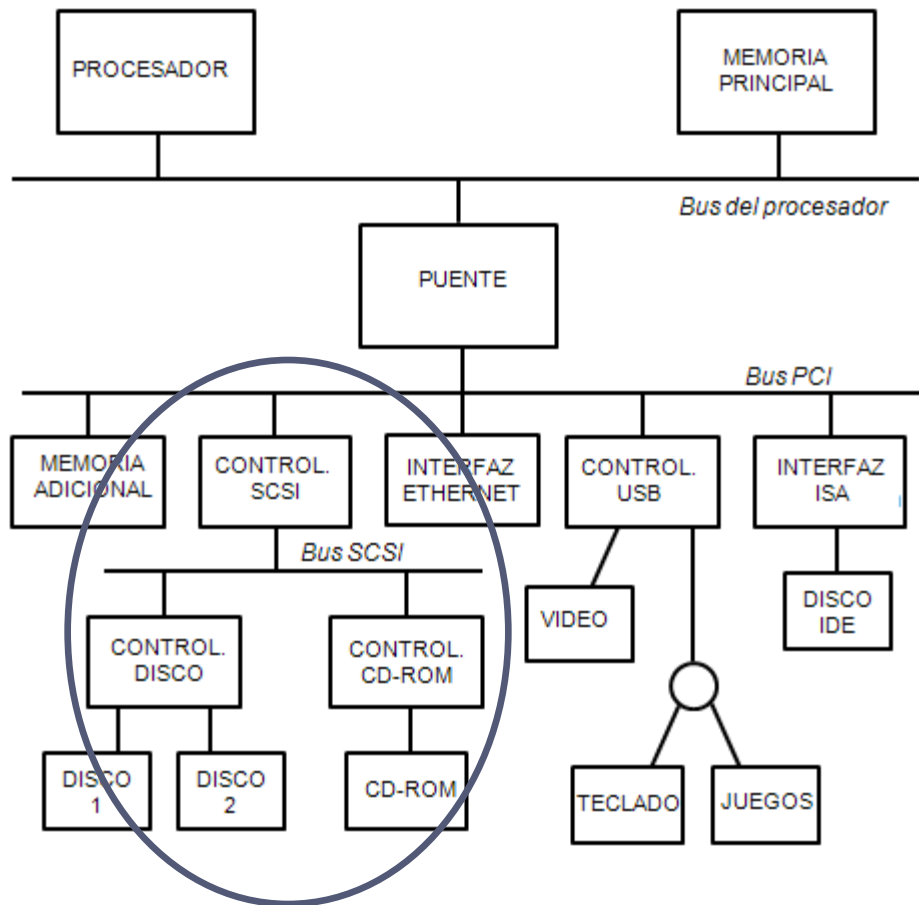 PROCESADOR
MEMORIA
PRINCIPAL
Bus del procesador
PUENTE
Bus PCI
MEMORIA
ADICIONAL
CONTROL.
SCSI
INTERFAZ
ETHERNET
CONTROL.
USB
INTERFAZ
ISA
Bus SCSI
CONTROL.
DISCO
CONTROL.
CD-ROM
VIDEO
DISCO
IDE
DISCO
1
DISCO
2
CD-ROM
TECLADO
JUEGOS